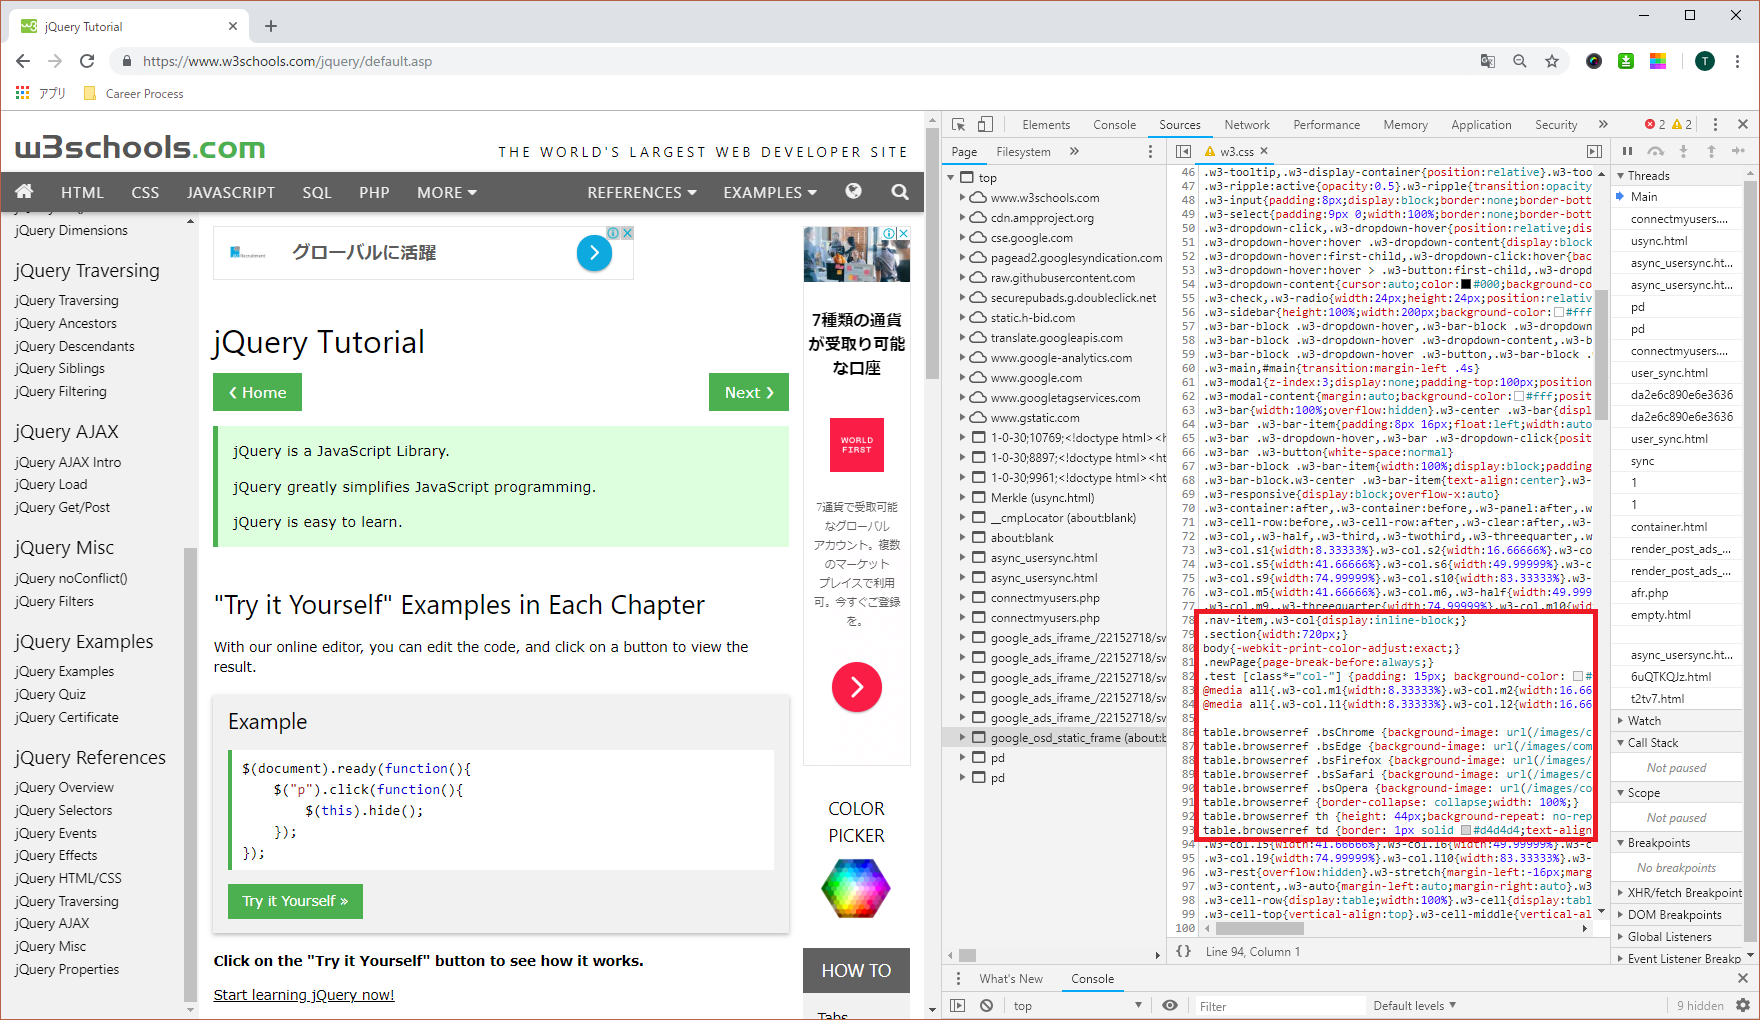 jQuery Tutorial
https://www.w3schools.com/jquery/default.asp
T
アプリ
Career Process
w3schools.com
THE WORLD'S LARGEST WEB DEVELOPER SITE
HTML CSS JAVASCRIPT SQL PHP MORE REFERENCES EXAMPLES
jQuery Dimensions
jQuery Traversing
jQuery Traversing
jQuery Ancestors
jQuery Descendants
jQuery Siblings
jQuery Filtering
jQuery AJAX
jQuery AJAX Intro
jQuery Load
jQuery Get/Post
jQuery Misc
jQuery noConflict()
jQuery Filters
jQuery Examples
jQuery Examples
jQuery Quiz
jQuery Certificate
jQuery References
jQuery Overview
jQuery Selectors
jQuery Events
jQuery Effects
jQuery HTML/CSS
jQuery Traversing
jQuery AJAX
jQuery Misc
jQuery Properties
Recruitment
グローバルに活躍
jQuery Tutorial
❮ Home
Next ❯
jQuery is a JavaScript Library.
jQuery greatly simplifies JavaScript programming.
jQuery is easy to learn.
"Try it Yourself" Examples in Each Chapter
With our online editor, you can edit the code, and click on a button to view the
result.
Example
$(document).ready(function(){
$("p").click(function(){
$(this).hide();
});
});
Try it Yourself »
Click on the "Try it Yourself" button to see how it works.
Start learning jQuery now!
7種類の通貨
が受取り可能
な口座
WORLD
FIRST
7通貨で受取可能
なグローバル
アカウント。複数
のマーケット
プレイスで利用
可。今すぐご登録
を。
COLOR
PICKER
HOW TO
Tabs
Elements Console Sources Network Performance Memory Application Security » 2 2
Page Filesystem »
top
www.w3schools.com
cdn.ampproject.org
cse.google.com
pagead2.googlesyndication.com
raw.githubusercontent.com
securepubads.g.doubleclick.net
static.h-bid.com
translate.googleapis.com
www.google-analytics.com
www.google.com
www.googletagservices.com
www.gstatic.com
1-0-30;10769;<!doctype html><h
1-0-30;8897;<!doctype html><ht
1-0-30;9961;<!doctype html><ht
Merkle (usync.html)
__cmpLocator (about:blank)
about:blank
async_usersync.html
async_usersync.html
connectmyusers.php
connectmyusers.php
google_ads_iframe_/22152718/sw
google_ads_iframe_/22152718/sw
google_ads_iframe_/22152718/sw
google_ads_iframe_/22152718/sw
google_ads_iframe_/22152718/sw
google_osd_static_frame (about:b
pd
pd
w3.css
46 .w3-tooltip,.w3-display-container{position:relative}.w3-too
47 .w3-ripple:active{opacity:0.5}.w3-ripple{transition:opacity
48 .w3-input{padding:8px;display:block;border:none;border-bott
49 .w3-select{padding:9px 0;width:100%;border:none;border-bott
50 .w3-dropdown-click,.w3-dropdown-hover{position:relative;dis
51 .w3-dropdown-hover:hover .w3-dropdown-content{display:block
52 .w3-dropdown-hover:first-child,.w3-dropdown-click:hover{bac
53 .w3-dropdown-hover:hover > .w3-button:first-child,.w3-dropd
54 .w3-dropdown-content{cursor:auto;color:#000;background-co
55 .w3-check,.w3-radio{width:24px;height:24px;position:relativ
56 .w3-sidebar{height:100%;width:200px;background-color:#fff
57 .w3-bar-block .w3-dropdown-hover,.w3-bar-block .w3-dropdown
58 .w3-bar-block .w3-dropdown-hover .w3-dropdown-content,.w3-b
59 .w3-bar-block .w3-dropdown-hover .w3-button,.w3-bar-block .
60 .w3-main,#main{transition:margin-left .4s}
61 .w3-modal{z-index:3;display:none;padding-top:100px;position
62 .w3-modal-content{margin:auto;background-color:#fff;posit
63 .w3-bar{width:100%;overflow:hidden}.w3-center .w3-bar{displ
64 .w3-bar .w3-bar-item{padding:8px 16px;float:left;width:auto
65 .w3-bar .w3-dropdown-hover,.w3-bar .w3-dropdown-click{posit
66 .w3-bar .w3-button{white-space:normal}
67 .w3-bar-block .w3-bar-item{width:100%;display:block;padding
68 .w3-bar-block.w3-center .w3-bar-item{text-align:center}.w3-
69 .w3-responsive{display:block;overflow-x:auto}
70 .w3-container:after,.w3-container:before,.w3-panel:after,.w
71 .w3-cell-row:before,.w3-cell-row:after,.w3-clear:after,.w3-
72 .w3-col,.w3-half,.w3-third,.w3-twothird,.w3-threequarter,.w
73 .w3-col.s1{width:8.33333%}.w3-col.s2{width:16.66666%}.w3-co
74 .w3-col.s5{width:41.66666%}.w3-col.s6{width:49.99999%}.w3-c
75 .w3-col.s9{width:74.99999%}.w3-col.s10{width:83.33333%}.w3-
76 .w3-col.m5{width:41.66666%}.w3-col.m6,.w3-half{width:49.999
77 .w3-col.m9,.w3-threequarter{width:74.99999%}.w3-col.m10{wid
78 .nav-item,.w3-col{display:inline-block;}
79 .section{width:720px;}
80 body{-webkit-print-color-adjust:exact;}
81 .newPage{page-break-before:always;}
82 .test [class*="col-"] {padding: 15px; background-color: #
83 @media all{.w3-col.m1{width:8.33333%}.w3-col.m2{width:16.66
84 @media all{.w3-col.l1{width:8.33333%}.w3-col.l2{width:16.66
85
86 table.browserref .bsChrome {background-image: url(/images/c
87 table.browserref .bsEdge {background-image: url(/images/com
88 table.browserref .bsFirefox {background-image: url(/images/
89 table.browserref .bsSafari {background-image: url(/images/c
90 table.browserref .bsOpera {background-image: url(/images/co
91 table.browserref {border-collapse: collapse;width: 100%;}
92 table.browserref th {height: 44px;background-repeat: no-rep
93 table.browserref td {border: 1px solid #d4d4d4;text-align
94 .w3-col.l5{width:41.66666%}.w3-col.l6{width:49.99999%}.w3-c
95 .w3-col.l9{width:74.99999%}.w3-col.l10{width:83.33333%}.w3-
96 .w3-rest{overflow:hidden}.w3-stretch{margin-left:-16px;marg
97 .w3-content,.w3-auto{margin-left:auto;margin-right:auto}.w3
98 .w3-cell-row{display:table;width:100%}.w3-cell{display:tabl
99 .w3-cell-top{vertical-align:top}.w3-cell-middle{vertical-al
100
{} Line 94, Column 1
Threads
Main
connectmyusers....
usync.html
async_usersync.ht...
async_usersync.ht...
pd
pd
connectmyusers....
user_sync.html
da2e6c890e6e3636
da2e6c890e6e3636
user_sync.html
sync
1
1
container.html
render_post_ads_...
render_post_ads_...
afr.php
empty.html
async_usersync.ht...
6uQTKQJz.html
t2tv7.html
Watch
Call Stack
Not paused
Scope
Not paused
Breakpoints
No breakpoints
XHR/fetch Breakpoint
DOM Breakpoints
Global Listeners
Event Listener Breakp
What's New Console
top Filter Default levels 9 hidden